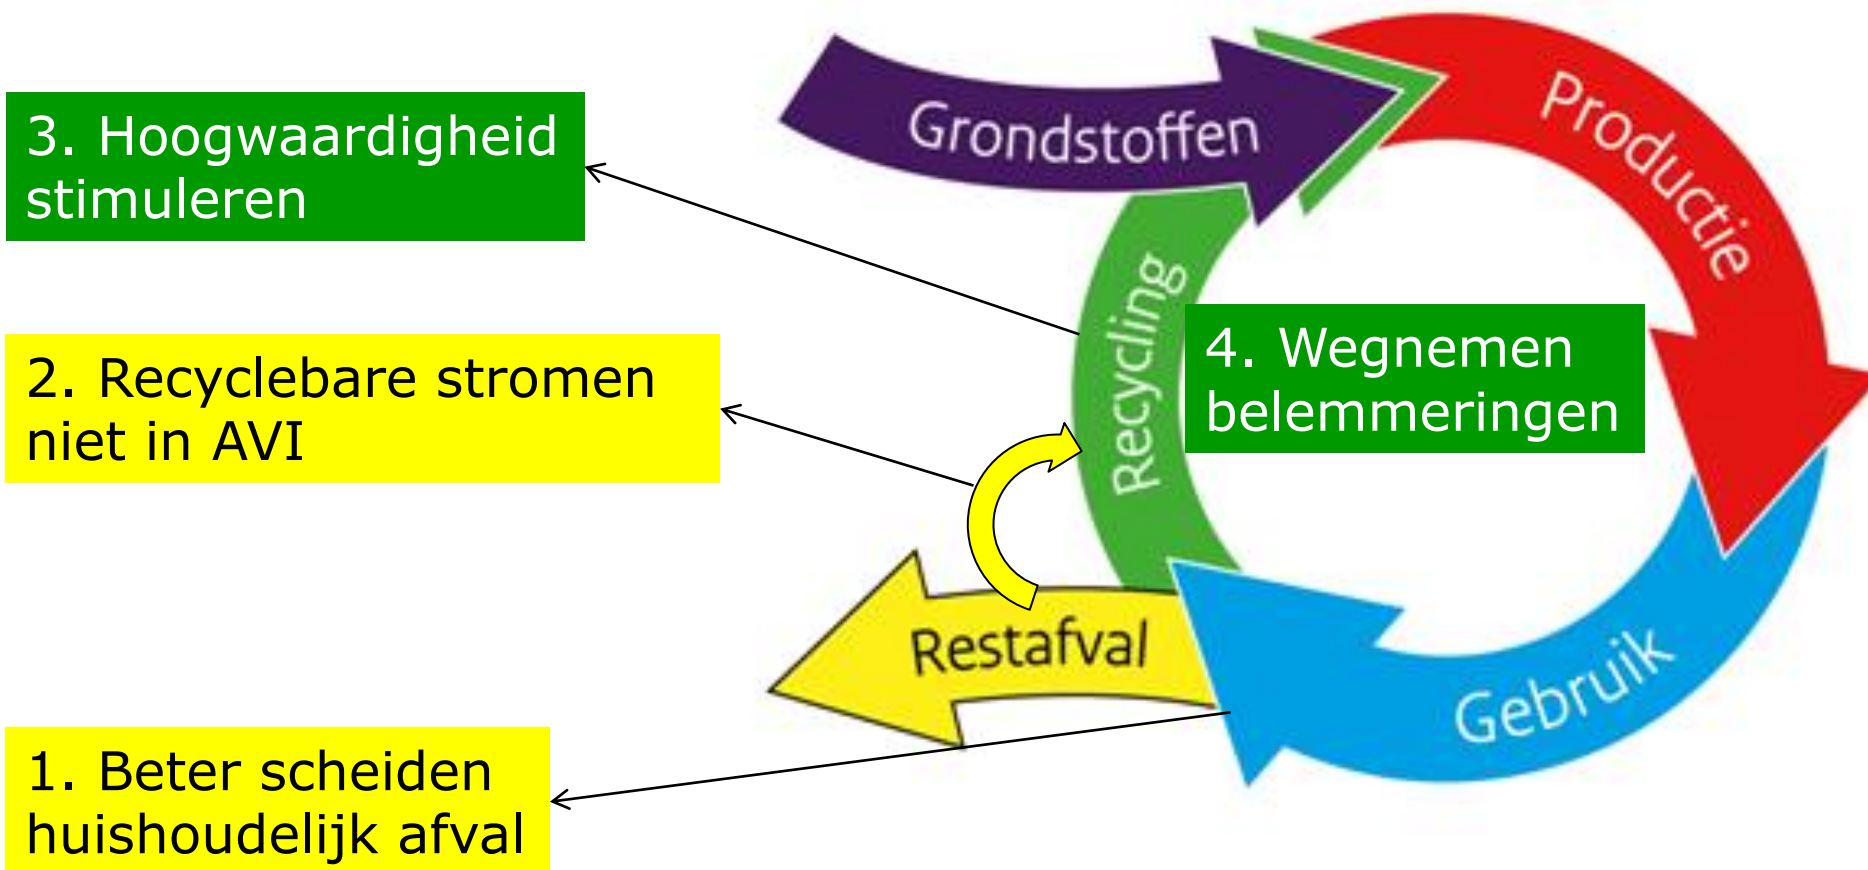 Grondstoffen
Productie
3. Hoogwaardigheid
stimuleren
Recycling
4. Wegnemen
belemmeringen
2. Recyclebare stromen
niet in AVI
Restafval
Gebruik
1. Beter scheiden
huishoudelijk afval